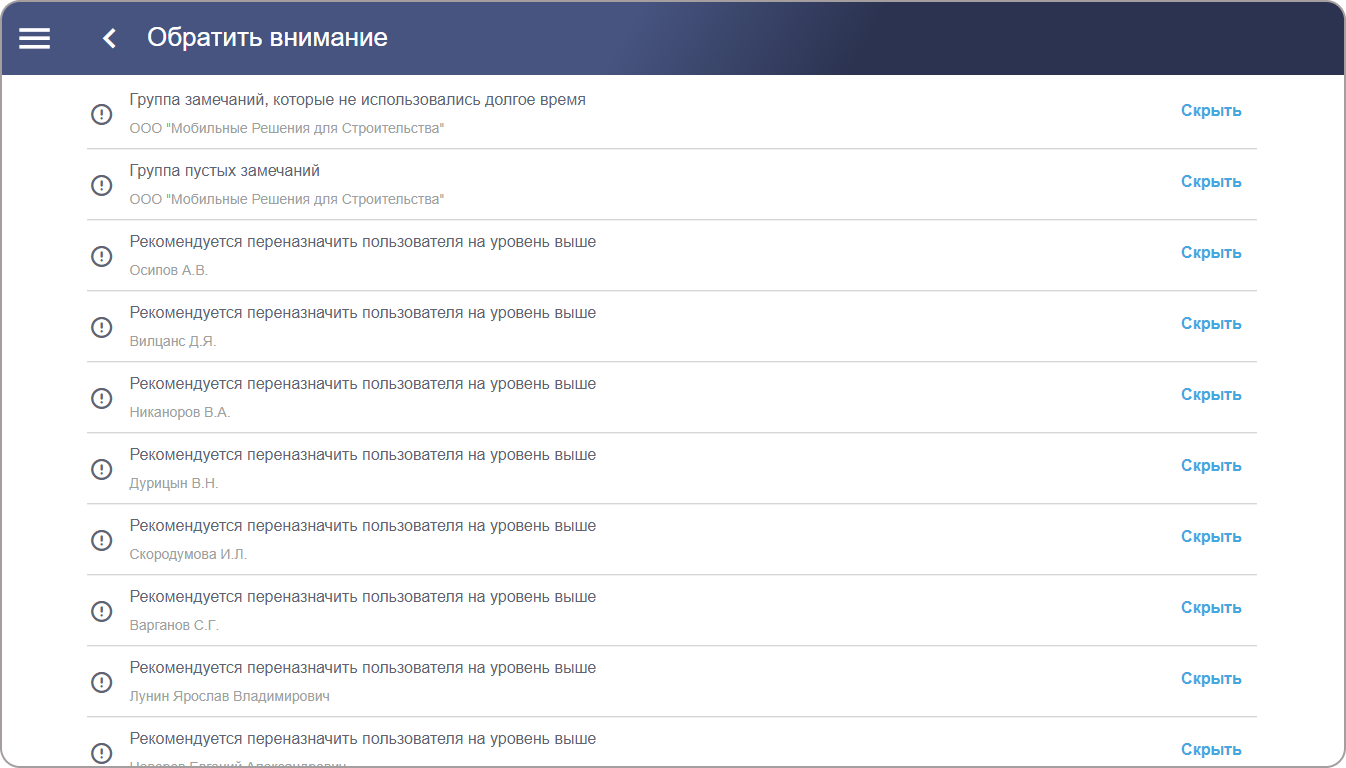 Обратить внимание
Группа замечаний, которые не использовались долгое время
Скрыть
ООО "Мобильные Решения для Строительства"
Группа пустых замечаний
Скрыть
ООО "Мобильные Решения для Строительства"
Рекомендуется переназначить пользователя на уровень выше
Скрыть
Осипов А.В.
Рекомендуется переназначить пользователя на уровень выше
Скрыть
Вилцанс Д.Я.
Рекомендуется переназначить пользователя на уровень выше
Скрыть
Никаноров В.А.
Рекомендуется переназначить пользователя на уровень выше
Скрыть
Дурицын В.Н.
Рекомендуется переназначить пользователя на уровень выше
Скрыть
Скородумова И.Л.
Рекомендуется переназначить пользователя на уровень выше
Скрыть
Варганов С.Г.
Рекомендуется переназначить пользователя на уровень выше
Скрыть
Лунин Ярослав Владимирович
Рекомендуется переназначить пользователя на уровень выше
Скрыть
Евгений Александрович